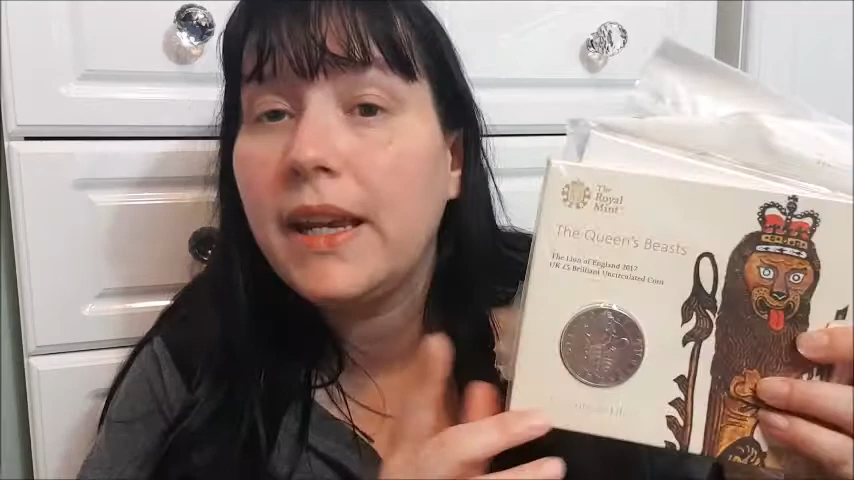 The
Royal
Mint®
The Queen's Beasts
The Lion of England 2017
UK £5 Brilliant Uncirculated Coin